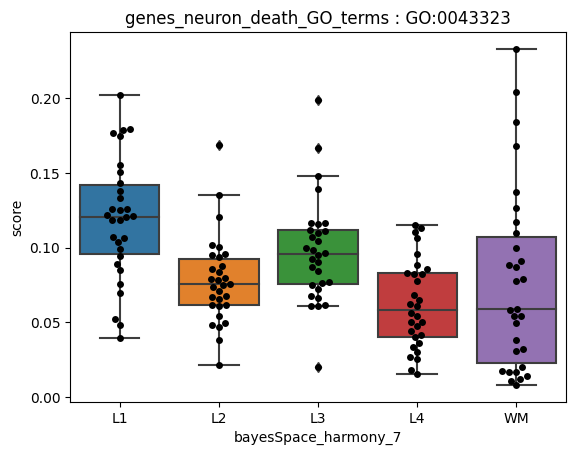 genes_neuron_death_GO_terms : GO:0043323
score
0.20
0.15
0.10
0.05
0.00
L1 L2 L3 L4 WM
bayesSpace_harmony_7